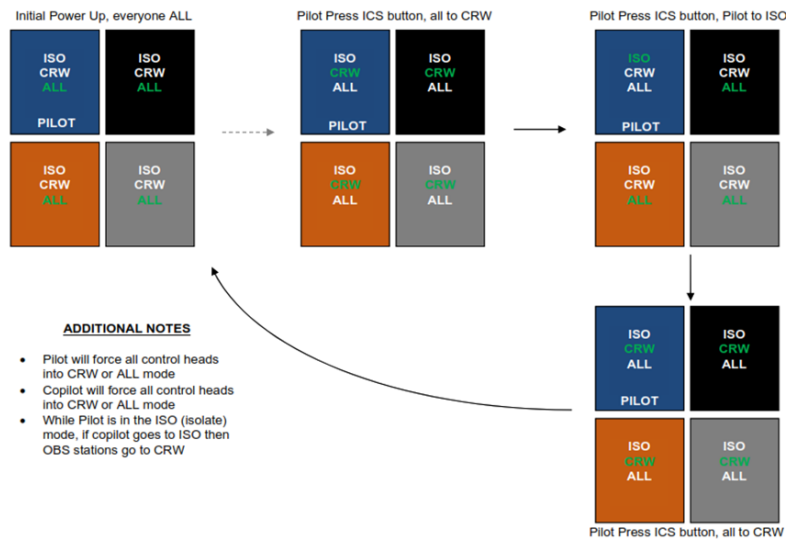 Initial Power Up, everyone ALL
ISO
CRW
ALL
PILOT
ISO
CRW
ALL
ISO
CRW
ALL
ISO
CRW
ALL
Pilot Press ICS button, all to CRW
ISO
CRW
ALL
PILOT
ISO
CRW
ALL
ISO
CRW
ALL
ISO
CRW
ALL
Pilot Press ICS button, Pilot to ISO
ISO
CRW
ALL
PILOT
ISO
CRW
ALL
ISO
CRW
ALL
ISO
CRW
ALL
ISO
CRW
ALL
PILOT
ISO
CRW
ALL
ISO
CRW
ALL
ISO
CRW
ALL
Pilot Press ICS button, all to CRW
ADDITIONAL NOTES
• Pilot will force all control heads
into CRW or ALL mode
• Copilot will force all control heads
into CRW or ALL mode
• While Pilot is in the ISO (isolate)
mode, if copilot goes to ISO then
OBS stations go to CRW